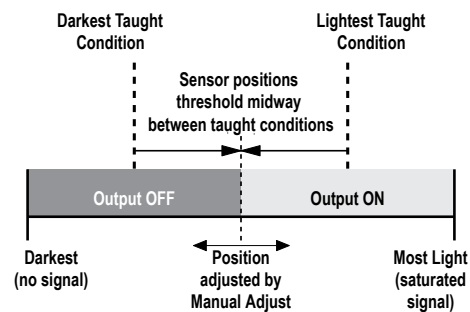 Darkest Taught
Condition
Lightest Taught
Condition
Sensor positions
threshold midway
between taught conditions
Output OFF
Output ON
Darkest
(no signal)
Position
adjusted by
Manual Adjust
Most Light
(saturated
signal)